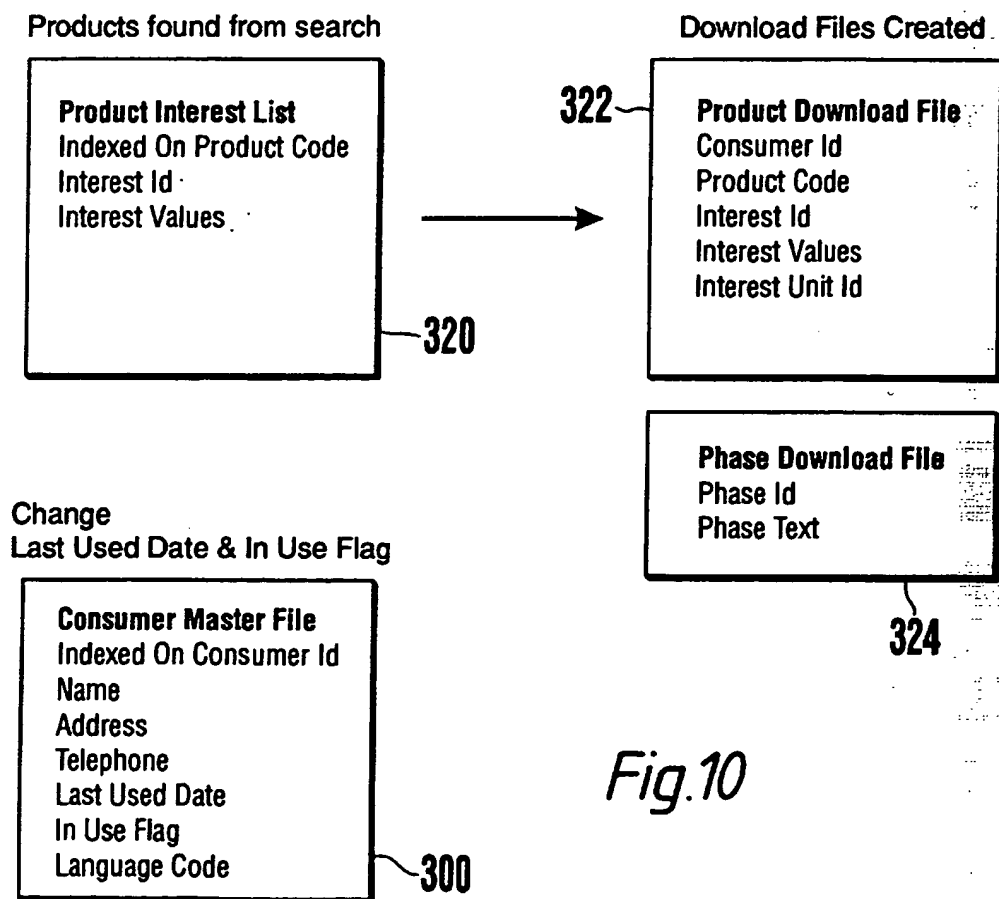 Products found from search
Product Interest List
Indexed On Product Code
Interest Id
Interest Values
320
Download Files Created
322
Product Download File
Consumer Id
Product Code
Interest Id
Interest Values
Interest Unit Id
Phase Download File
Phase Id
Phase Text
324
Change
Last Used Date & In Use Flag
Consumer Master File
Indexed On Consumer Id
Name
Address
Telephone
Last Used Date
In Use Flag
Language Code
300
Fig.10